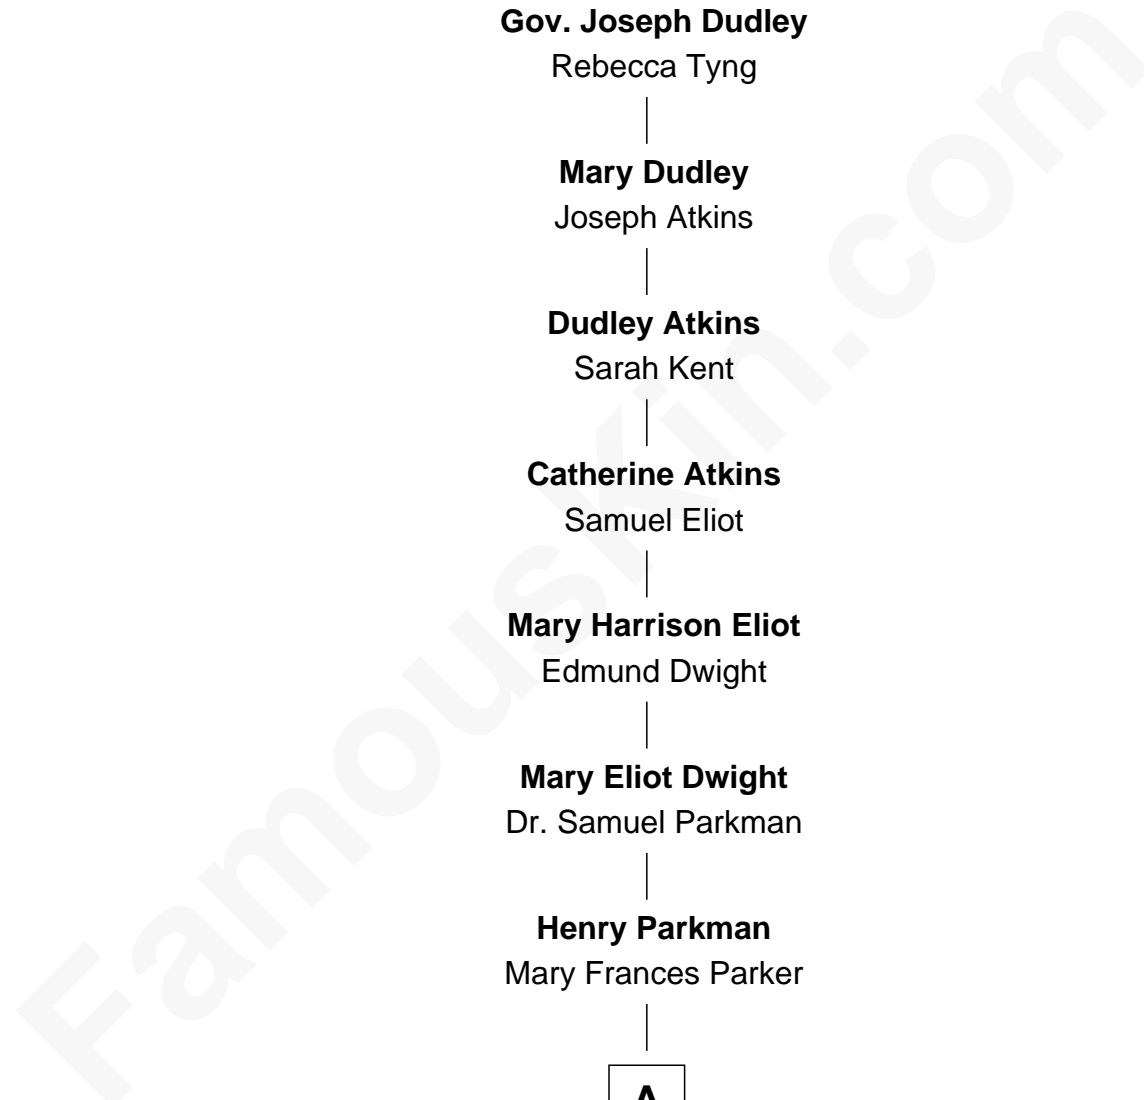 Gov. Joseph Dudley
Rebecca Tyng
Mary Dudley
Joseph Atkins
Dudley Atkins
Sarah Kent
Catherine Atkins
Samuel Eliot
Mary Harrison Eliot
Edmund Dwight
Mary Eliot Dwight
Dr. Samuel Parkman
Henry Parkman
Mary Frances Parker
A
FamousKin.com